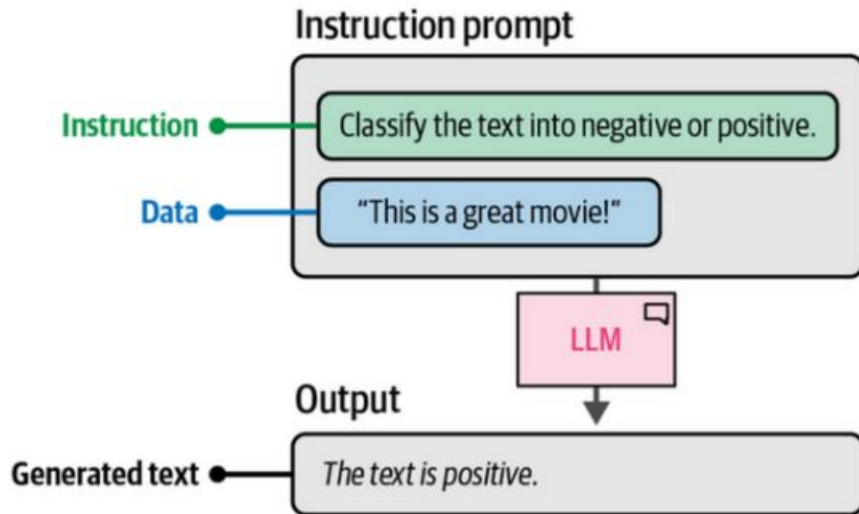 Instruction prompt
Instruction
Classify the text into negative or positive.
Data
“This is a great movie!”
LLM
Output
Generated text
The text is positive.